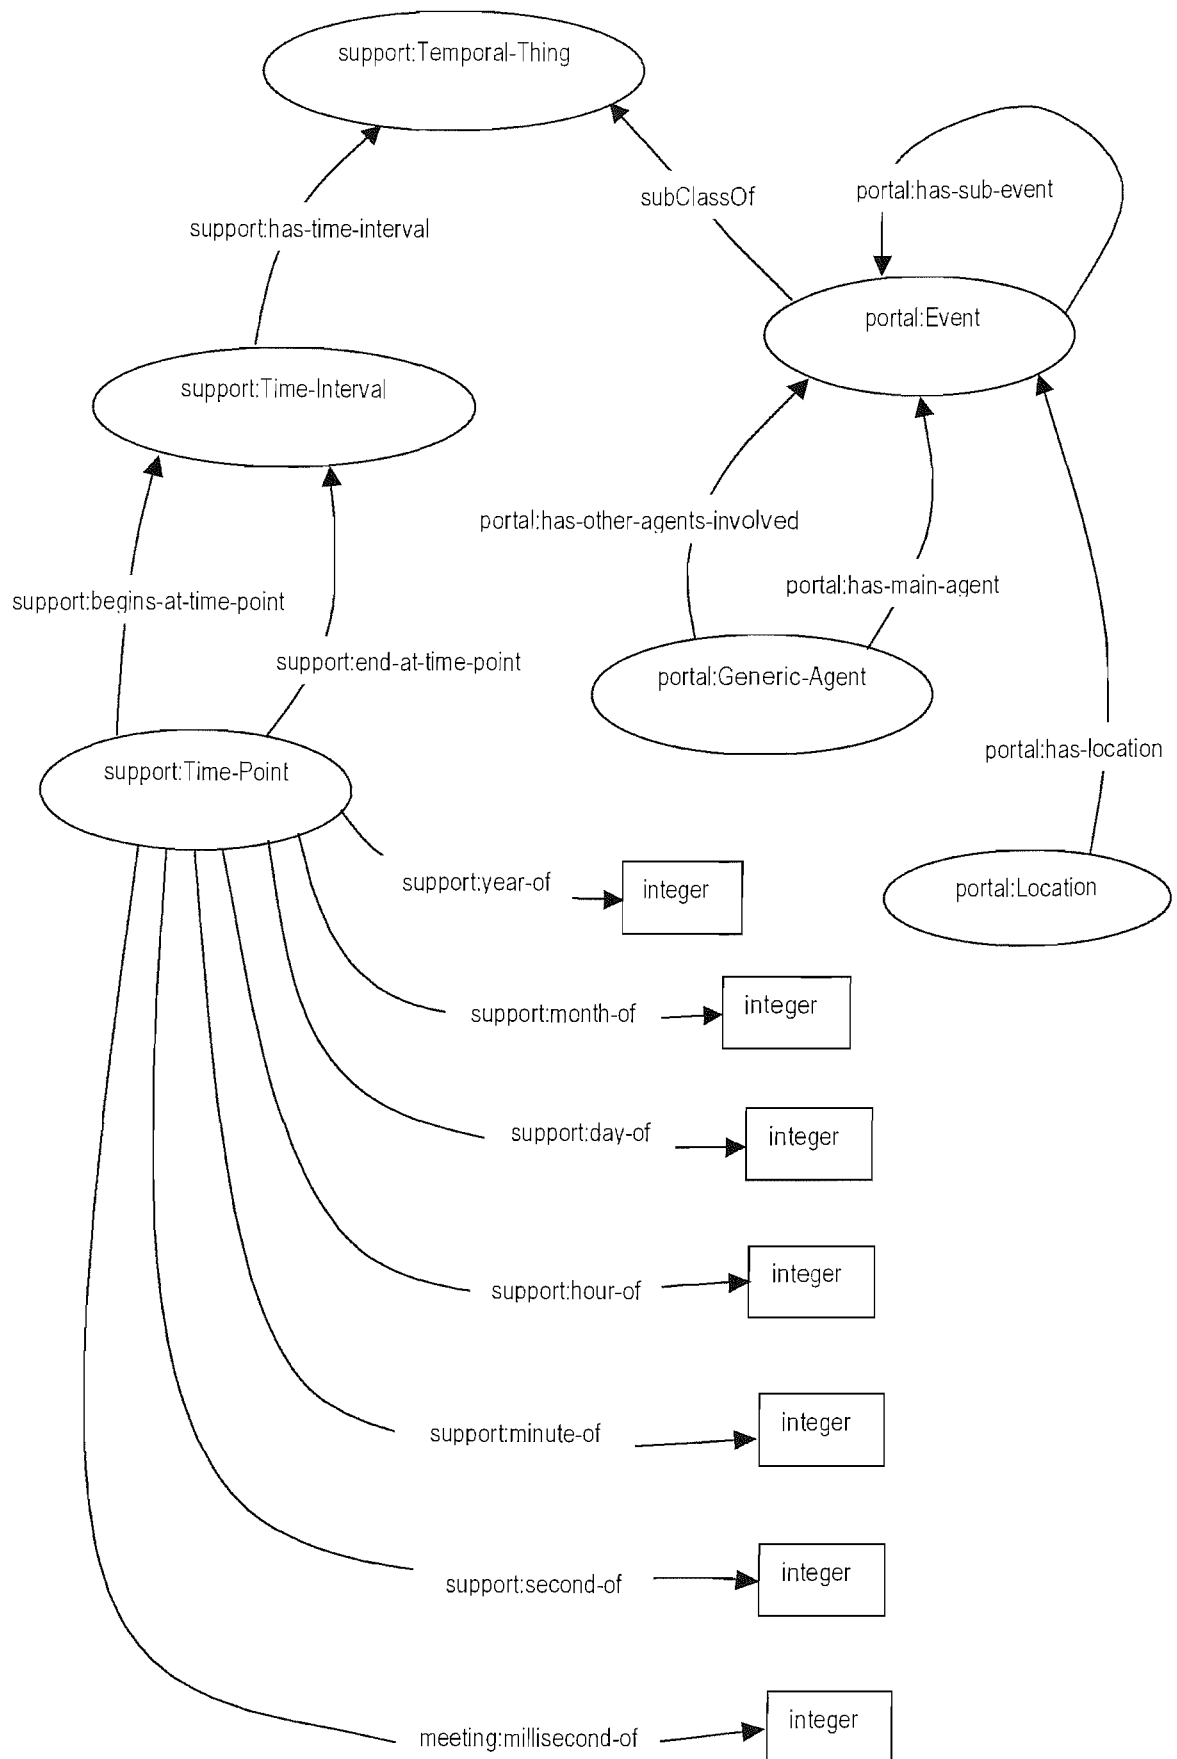 support:Temporal-Thing
subClassOf
portal:has-sub-event
support:has-time-interval
portal:Event
support:Time-Interval
portal:has-other-agents-involved
portal:has-main-agent
support:begins-at-time-point
support:end-at-time-point
portal:Generic-Agent
portal:has-location
support:Time-Point
support:year-of
integer
portal:Location
support:month-of
integer
support:day-of
integer
support:hour-of
integer
support:minute-of
integer
support:second-of
integer
meeting:millisecond-of
integer